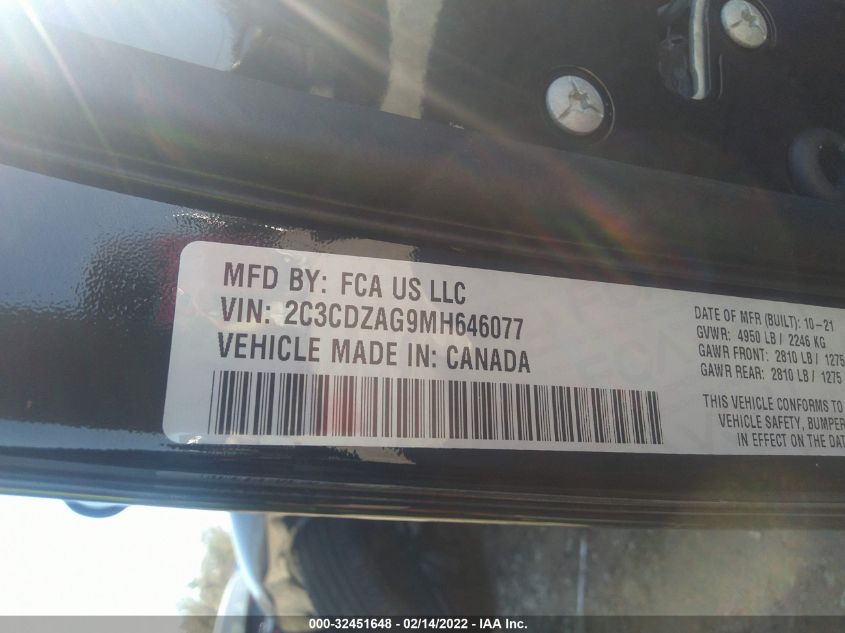 MFD BY: FCA US LLC
VIN: 2C3CDZAG9MH646077
VEHICLE MADE IN: CANADA
DATE OF MFR (BUILT): 10-21
GVWR: 4950 LB / 2246 KG
GAWR FRONT: 2810 LB / 1275
GAWR REAR: 2810 LB / 1275
THIS VEHICLE CONFORMS TO
VEHICLE SAFETY, BUMPER
IN EFFECT ON THE DAT
000-32451648 - 02/14/2022 - IAA Inc.